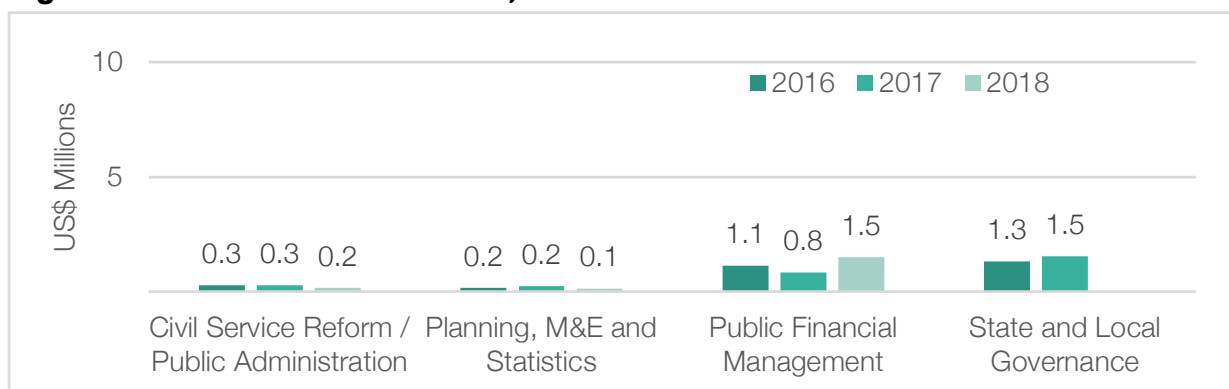 10
2016 2017 2018
US$ Millions
5
0.3 0.3 0.2 0.2 0.2 0.1 1.1 0.8 1.5 1.3 1.5
Civil Service Reform / Planning, M&E and Public Financial State and Local
Public Administration Statistics Management Governance